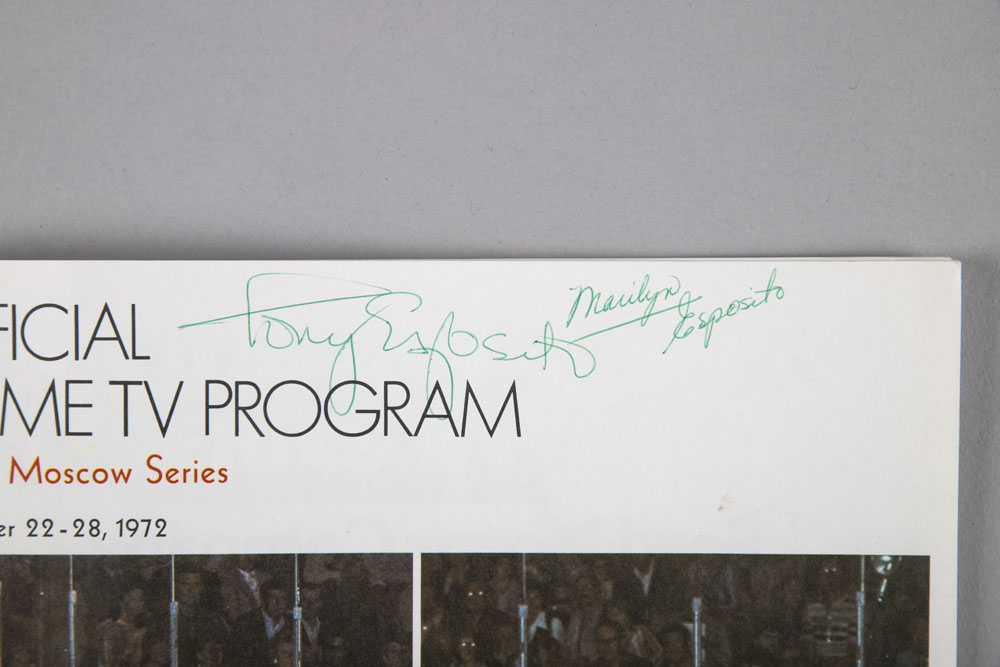 Tony Esposito Marilyn Esposito
FICIAL
ME TV PROGRAM
Moscow Series
er 22-28, 1972